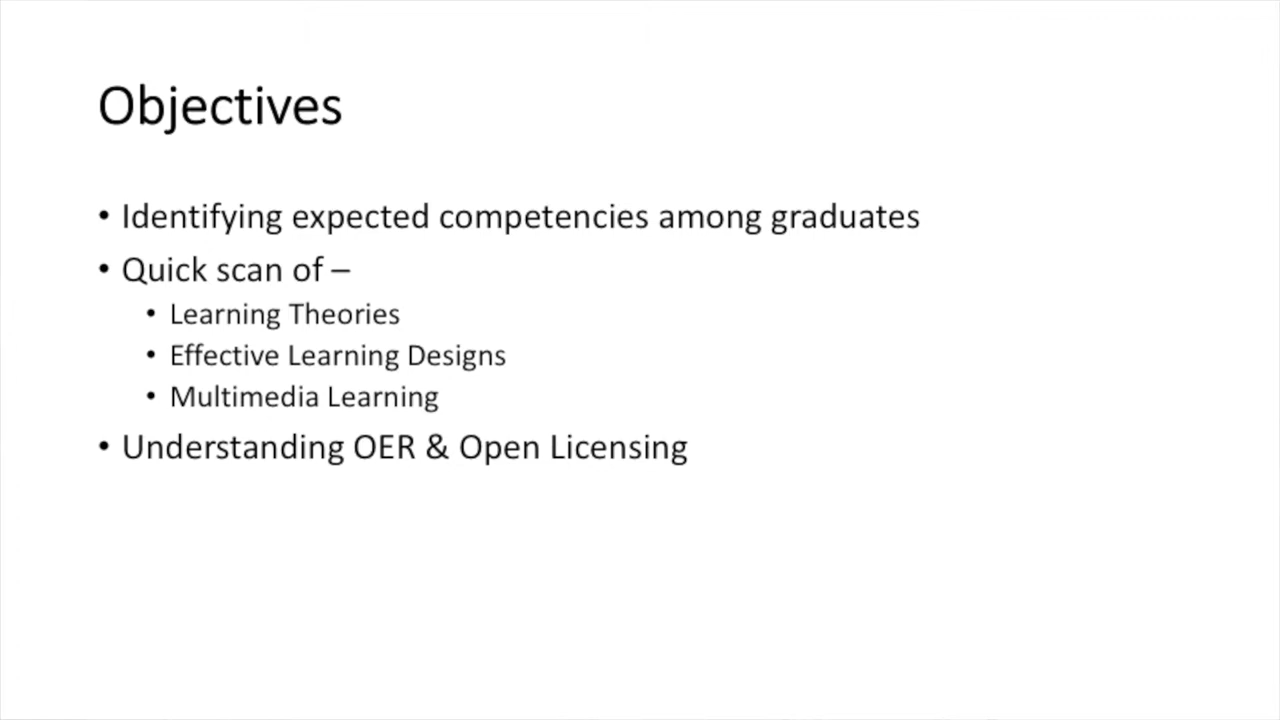 Objectives
• Identifying expected competencies among graduates
• Quick scan of –
• Learning Theories
• Effective Learning Designs
• Multimedia Learning
• Understanding OER & Open Licensing